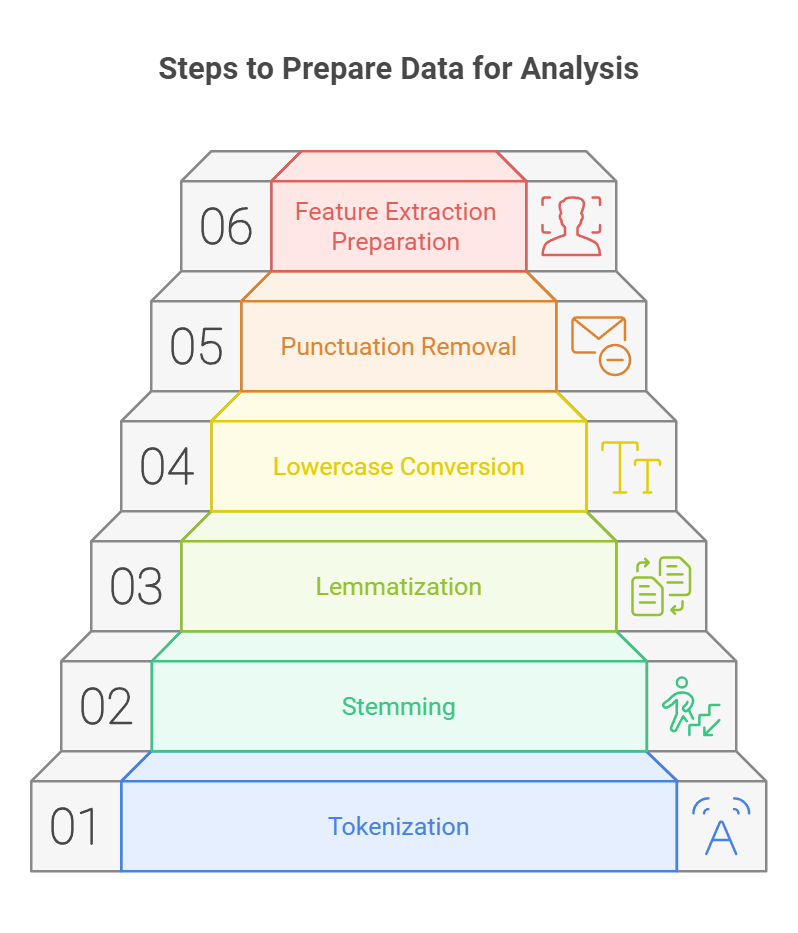 Steps to Prepare Data for Analysis
06
Feature Extraction
Preparation
05
Punctuation Removal
04
Lowercase Conversion
03
Lemmatization
02
Stemming
01
Tokenization